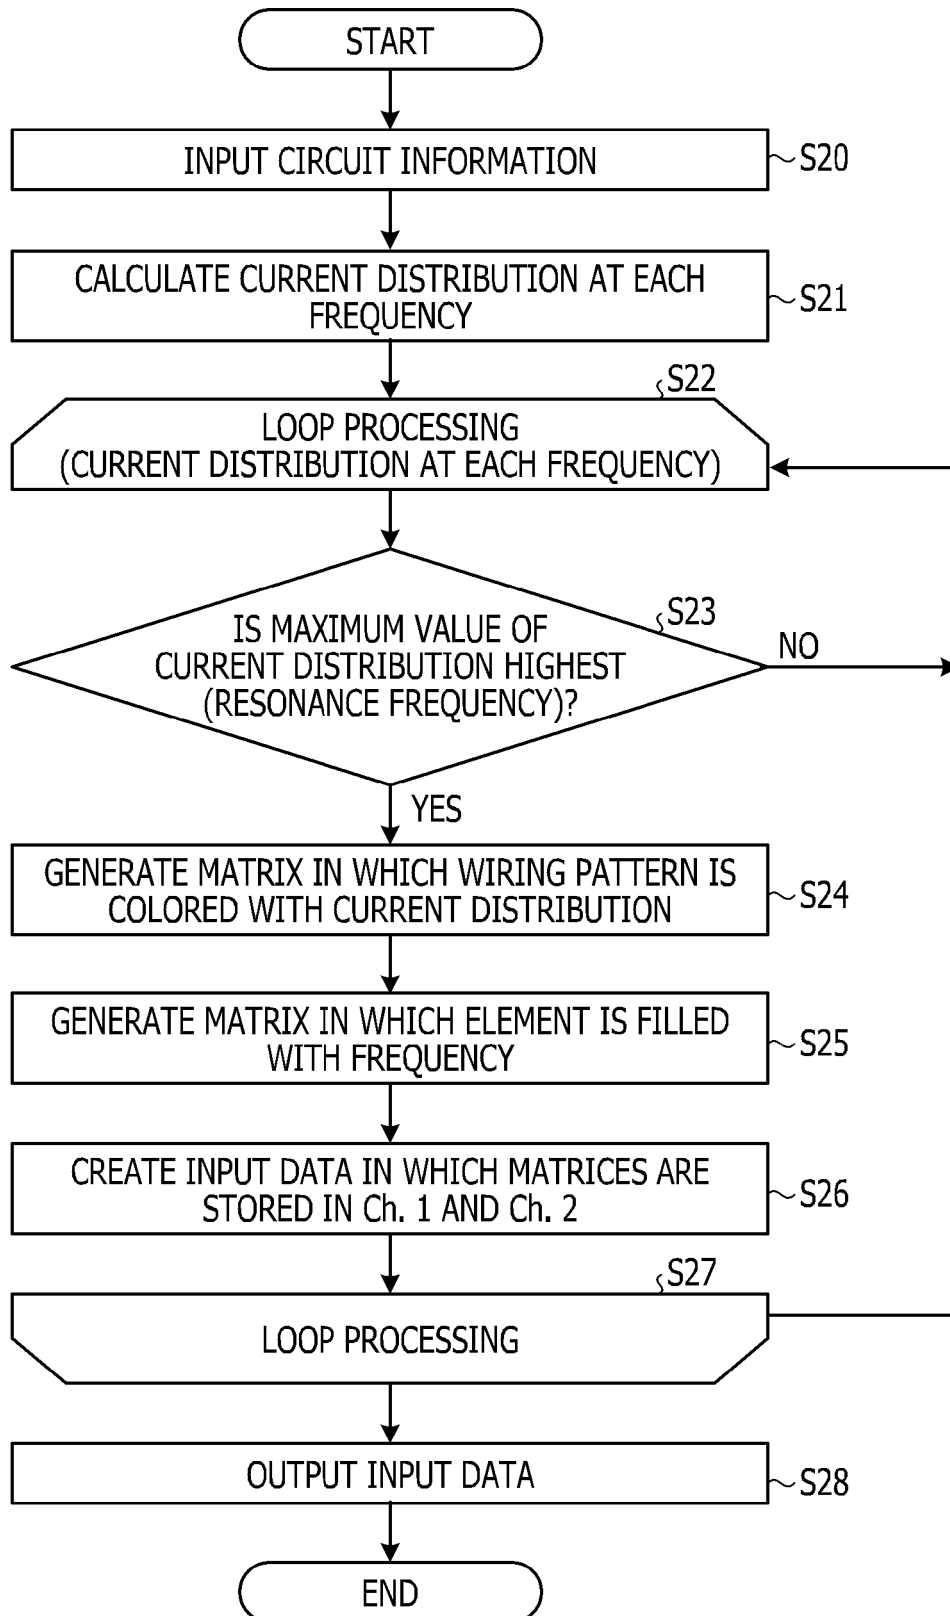 START
INPUT CIRCUIT INFORMATION
S20
CALCULATE CURRENT DISTRIBUTION AT EACH
FREQUENCY
S21
S22
LOOP PROCESSING
(CURRENT DISTRIBUTION AT EACH FREQUENCY)
S23
IS MAXIMUM VALUE OF
CURRENT DISTRIBUTION HIGHEST
(RESONANCE FREQUENCY)?
NO
YES
GENERATE MATRIX IN WHICH WIRING PATTERN IS
COLORED WITH CURRENT DISTRIBUTION
S24
GENERATE MATRIX IN WHICH ELEMENT IS FILLED
WITH FREQUENCY
S25
CREATE INPUT DATA IN WHICH MATRICES ARE
STORED IN Ch. 1 AND Ch. 2
S26
S27
LOOP PROCESSING
OUTPUT INPUT DATA
S28
END